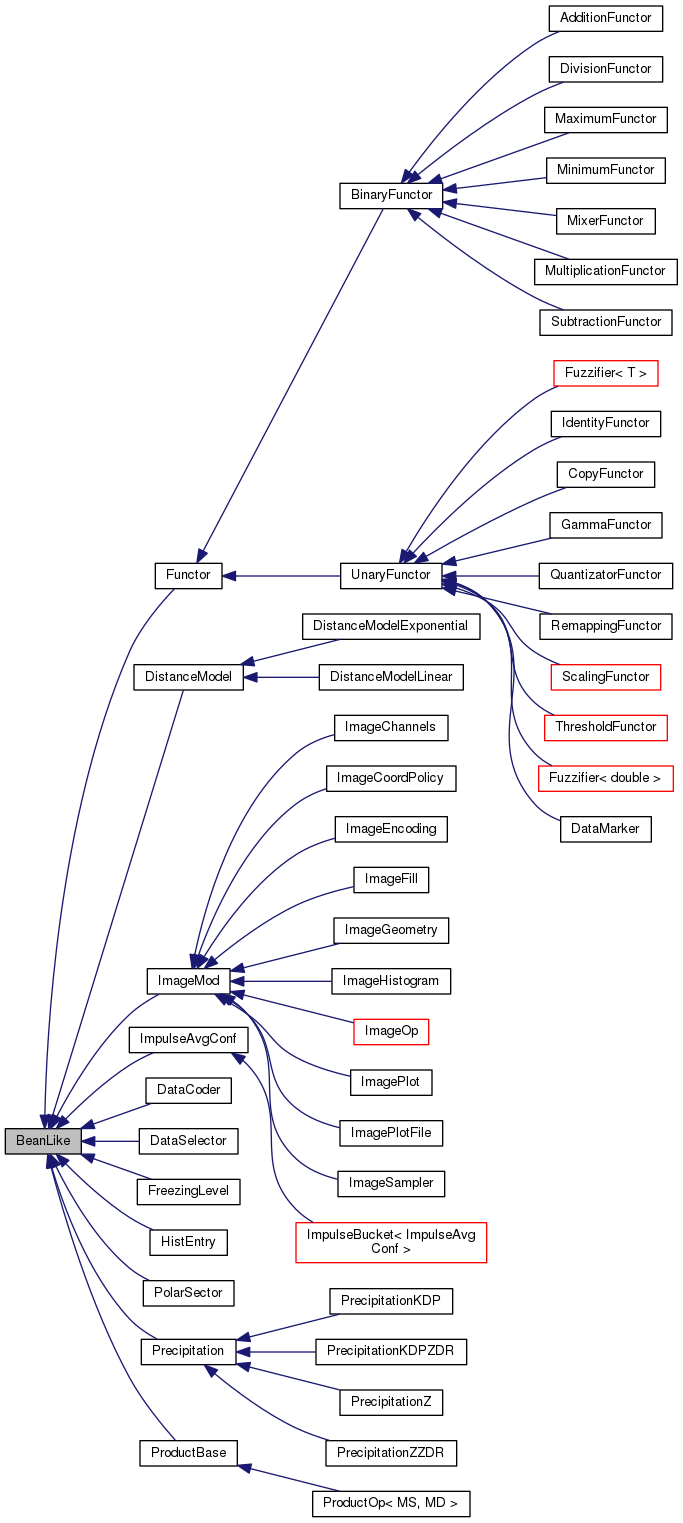 AdditionFunctor
DivisionFunctor
MaximumFunctor
MinimumFunctor
BinaryFunctor
MixerFunctor
MultiplicationFunctor
SubtractionFunctor
Fuzzifier< T >
IdentityFunctor
CopyFunctor
GammaFunctor
Functor
UnaryFunctor
QuantizatorFunctor
RemappingFunctor
DistanceModelExponential
DistanceModel
DistanceModelLinear
ScalingFunctor
ThresholdFunctor
Fuzzifier< double >
DataMarker
ImageChannels
ImageCoordPolicy
ImageEncoding
ImageFill
ImageGeometry
ImageMod
ImageHistogram
ImageOp
ImpulseAvgConf
ImagePlot
DataCoder
ImagePlotFile
BeanLike
DataSelector
ImageSampler
FreezingLevel
HistEntry
ImpulseBucket< ImpulseAvg
Conf >
PolarSector
PrecipitationKDP
Precipitation
PrecipitationKDPZDR
PrecipitationZ
PrecipitationZZDR
ProductBase
ProductOp< MS, MD >